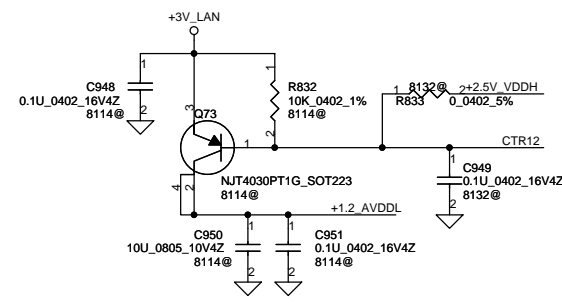 +3V_LAN
1
C948
0.1U_0402_16V4Z
8114@
2
3
Q73
1
R832
10K_0402_1%
8114@
2
1
8132@
2
+2.5V_VDDH
R833
0_0402_5%
1
CTR12
NJT4030PT1G_SOT223
8114@
4
2
1
C949
0.1U_0402_16V4Z
8132@
2
+1.2_AVDDL
C950
10U_0805_10V4Z
8114@
1
2
1
2
C951
0.1U_0402_16V4Z
8114@